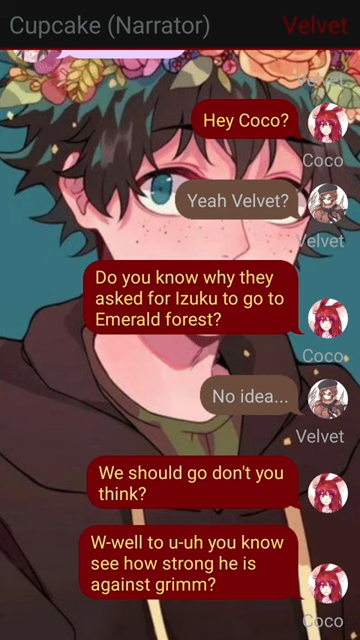 Cupcake (Narrator) Velvet
Velvet
Hey Coco?
Coco
Yeah Velvet?
Velvet
Do you know why they
asked for Izuku to go to
Emerald forest?
Coco
No idea...
Velvet
We should go don't you
think?
W-well to u-uh you know
see how strong he is
against grimm?
Coco